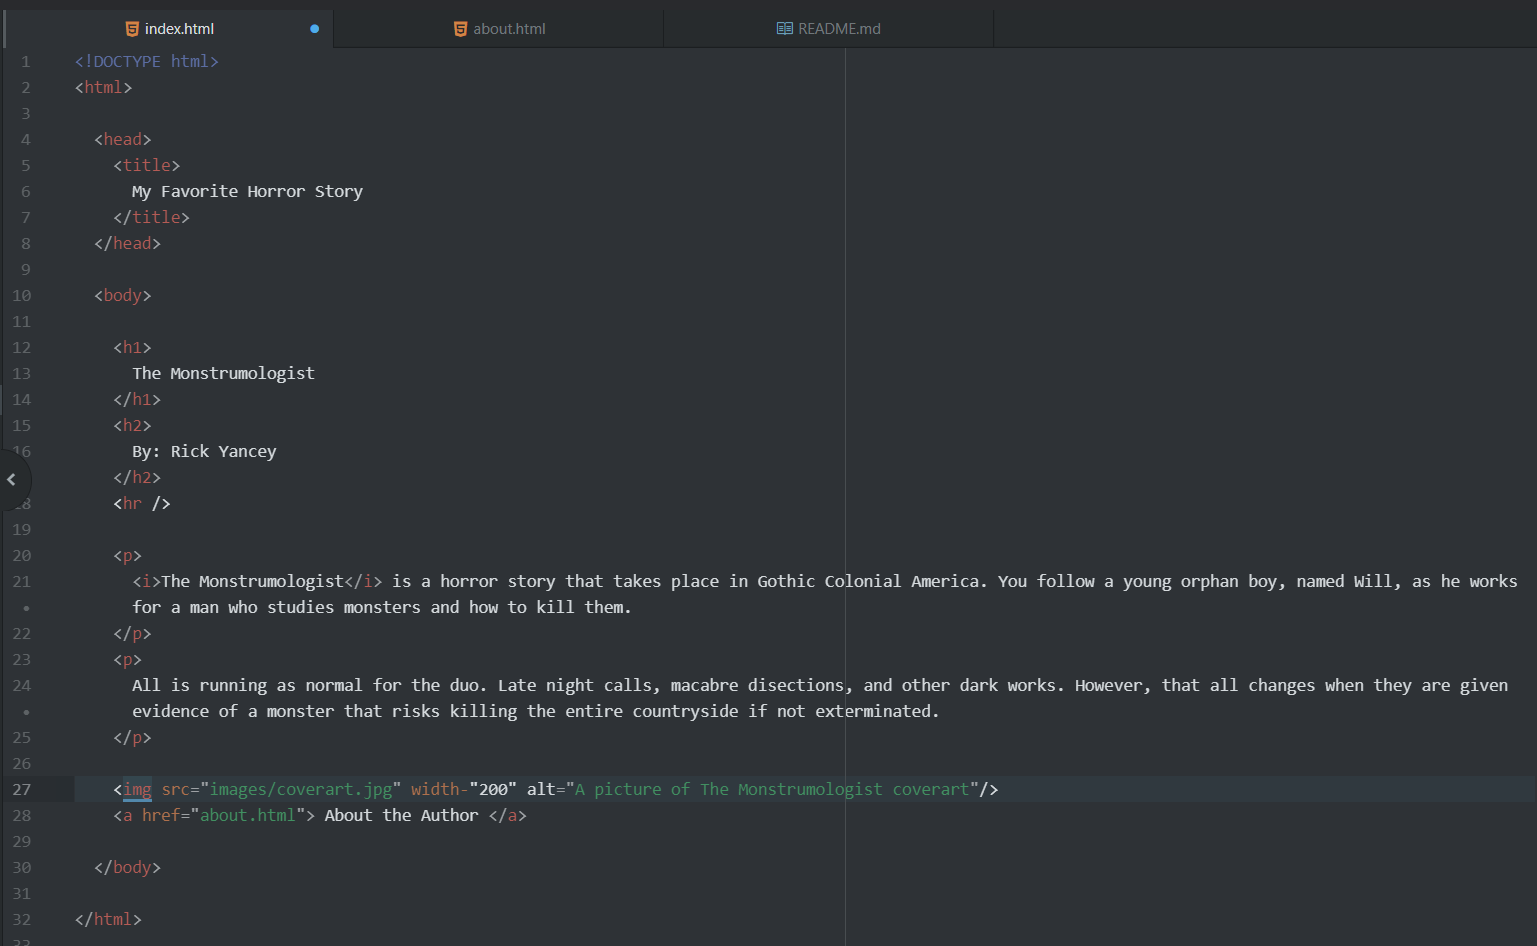 index.html about.html README.md
1 <!DOCTYPE html>
2 <html>
3
4 <head>
5 <title>
6 My Favorite Horror Story
7 </title>
8 </head>
9
10 <body>
11
12 <h1>
13 The Monstrumologist
14 </h1>
15 <h2>
16 By: Rick Yancey
</h2>
18 <hr />
19
20 <p>
21 <i>The Monstrumologist</i> is a horror story that takes place in Gothic Colonial America. You follow a young orphan boy, named Will, as he works
• for a man who studies monsters and how to kill them.
22 </p>
23 <p>
24 All is running as normal for the duo. Late night calls, macabre disections, and other dark works. However, that all changes when they are given
• evidence of a monster that risks killing the entire countryside if not exterminated.
25 </p>
26
27 <img src="images/coverart.jpg" width-"200" alt="A picture of The Monstrumologist coverart"/>
28 <a href="about.html"> About the Author </a>
29
30 </body>
31
32 </html>
33